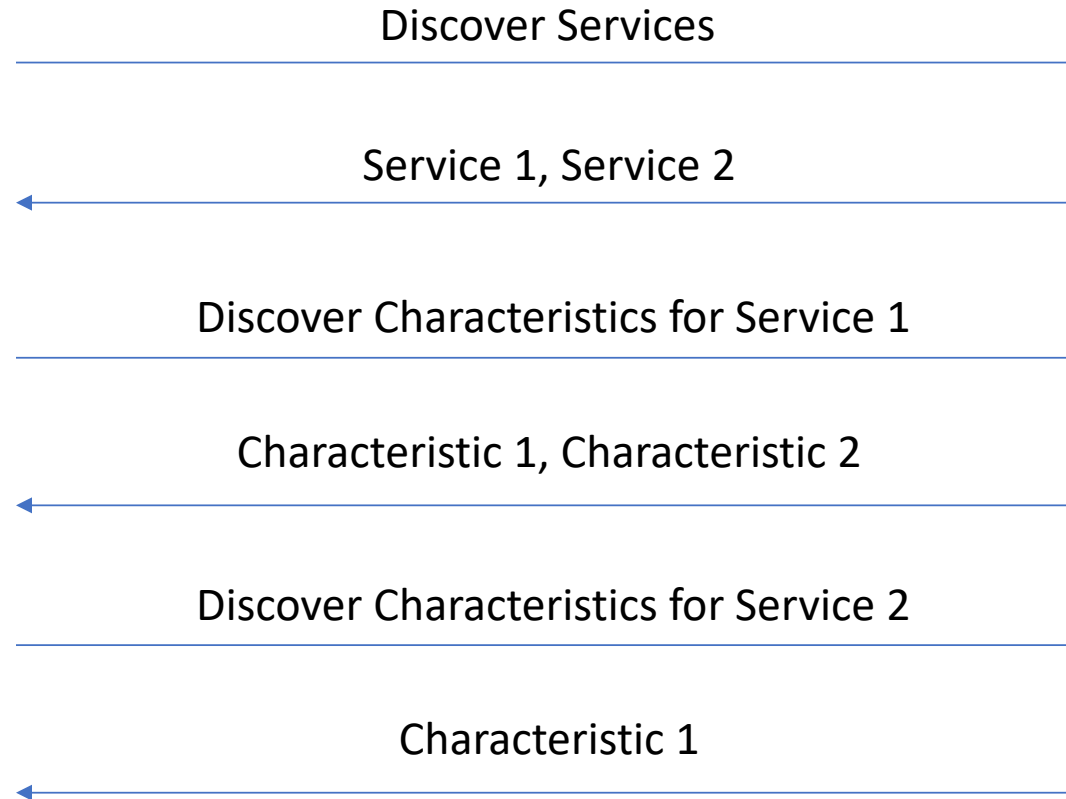 Discover Services
Service 1, Service 2
Discover Characteristics for Service 1
Characteristic 1, Characteristic 2
Discover Characteristics for Service 2
Characteristic 1